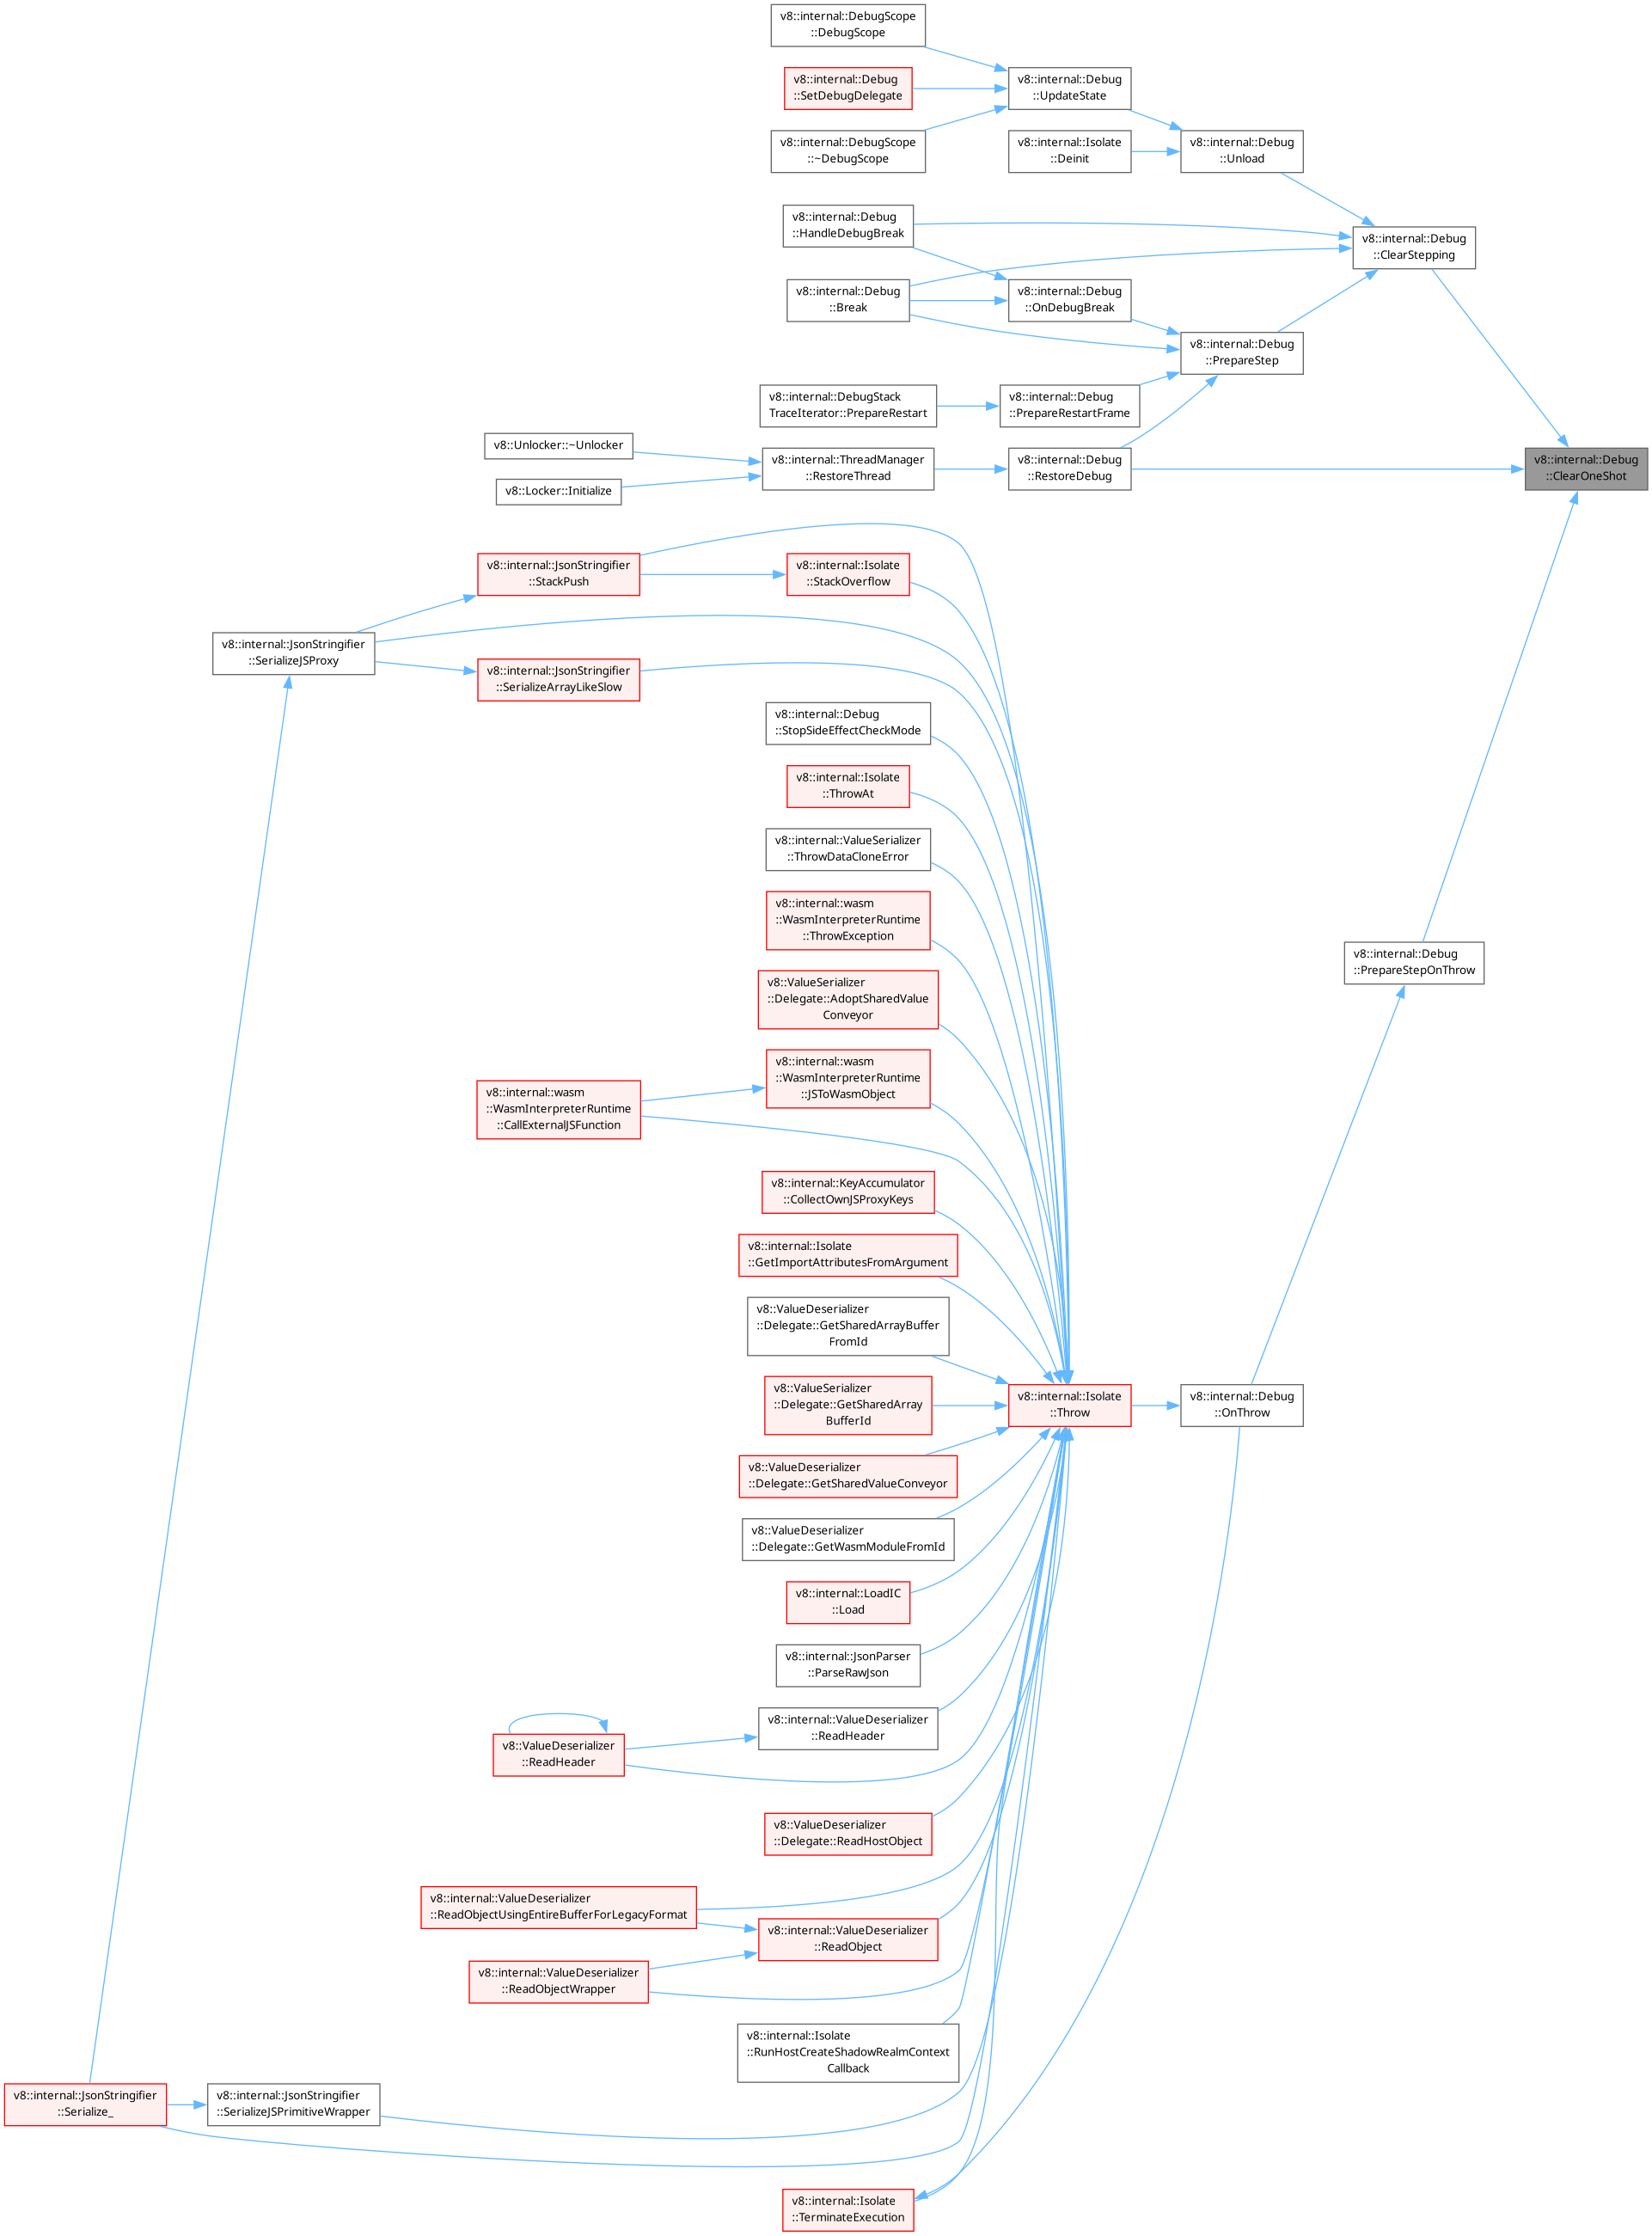 v8::internal::DebugScope
::DebugScope
v8::internal::Debug
::SetDebugDelegate
v8::internal::Debug
::UpdateState
v8::internal::DebugScope
::~DebugScope
v8::internal::Isolate
::Deinit
v8::internal::Debug
::Unload
v8::internal::Debug
::HandleDebugBreak
v8::internal::Debug
::ClearStepping
v8::internal::Debug
::Break
v8::internal::Debug
::OnDebugBreak
v8::internal::Debug
::PrepareStep
v8::internal::DebugStack
TraceIterator::PrepareRestart
v8::internal::Debug
::PrepareRestartFrame
v8::Unlocker::~Unlocker
v8::internal::ThreadManager
::RestoreThread
v8::internal::Debug
::RestoreDebug
v8::internal::Debug
::ClearOneShot
v8::Locker::Initialize
v8::internal::JsonStringifier
::StackPush
v8::internal::Isolate
::StackOverflow
v8::internal::JsonStringifier
::SerializeJSProxy
v8::internal::JsonStringifier
::SerializeArrayLikeSlow
v8::internal::Debug
::StopSideEffectCheckMode
v8::internal::Isolate
::ThrowAt
v8::internal::ValueSerializer
::ThrowDataCloneError
v8::internal::wasm
::WasmInterpreterRuntime
::ThrowException
v8::internal::Debug
::PrepareStepOnThrow
v8::ValueSerializer
::Delegate::AdoptSharedValue
Conveyor
v8::internal::wasm
::WasmInterpreterRuntime
::JSToWasmObject
v8::internal::wasm
::WasmInterpreterRuntime
::CallExternalJSFunction
v8::internal::KeyAccumulator
::CollectOwnJSProxyKeys
v8::internal::Isolate
::GetImportAttributesFromArgument
v8::ValueDeserializer
::Delegate::GetSharedArrayBuffer
FromId
v8::ValueSerializer
::Delegate::GetSharedArray
BufferId
v8::internal::Isolate
::Throw
v8::internal::Debug
::OnThrow
v8::ValueDeserializer
::Delegate::GetSharedValueConveyor
v8::ValueDeserializer
::Delegate::GetWasmModuleFromId
v8::internal::LoadIC
::Load
v8::internal::JsonParser
::ParseRawJson
v8::internal::ValueDeserializer
::ReadHeader
v8::ValueDeserializer
::ReadHeader
v8::ValueDeserializer
::Delegate::ReadHostObject
v8::internal::ValueDeserializer
::ReadObjectUsingEntireBufferForLegacyFormat
v8::internal::ValueDeserializer
::ReadObject
v8::internal::ValueDeserializer
::ReadObjectWrapper
v8::internal::Isolate
::RunHostCreateShadowRealmContext
Callback
v8::internal::JsonStringifier
::Serialize_
v8::internal::JsonStringifier
::SerializeJSPrimitiveWrapper
v8::internal::Isolate
::TerminateExecution